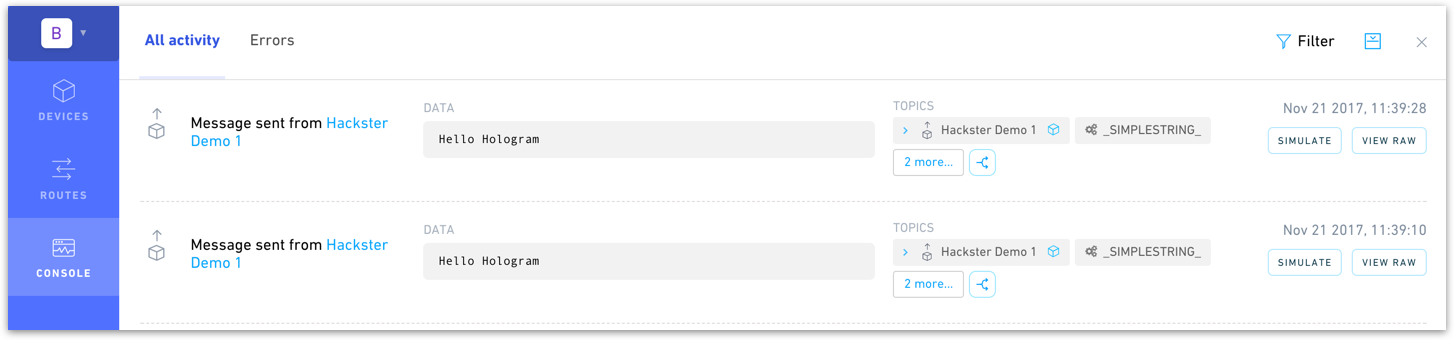 B
DEVICES
ROUTES
CONSOLE
All activity Errors
Filter
Message sent from Hackster
Demo 1
DATA
Hello Hologram
TOPICS
Hackster Demo 1 _SIMPLESTRING_
2 more...
Nov 21 2017, 11:39:28
SIMULATE VIEW RAW
Message sent from Hackster
Demo 1
DATA
Hello Hologram
TOPICS
Hackster Demo 1 _SIMPLESTRING_
2 more...
Nov 21 2017, 11:39:10
SIMULATE VIEW RAW